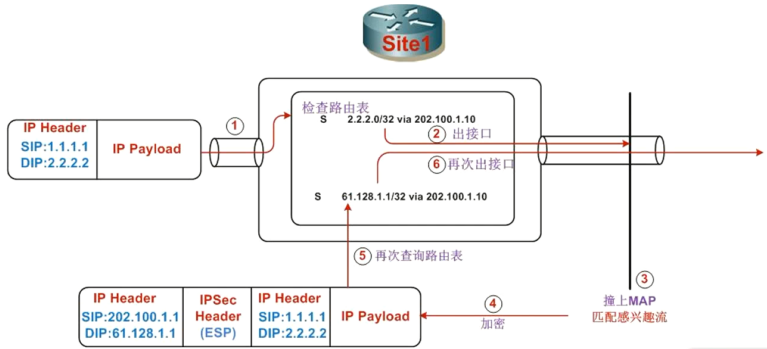 Site1
检查路由表
S 2.2.2.0/32 via 202.100.1.10
① ② 出接口
IP Header
SIP:1.1.1.1
DIP:2.2.2.2
IP Payload
⑥ 再次出接口
S 61.128.1.1/32 via 202.100.1.10
⑤ 再次查询路由表
③
撞上MAP
匹配感兴趣流
④
加密
IP Header
SIP:202.100.1.1
DIP:61.128.1.1
IPSec
Header
(ESP)
IP Header
SIP:1.1.1.1
DIP:2.2.2.2
IP Payload